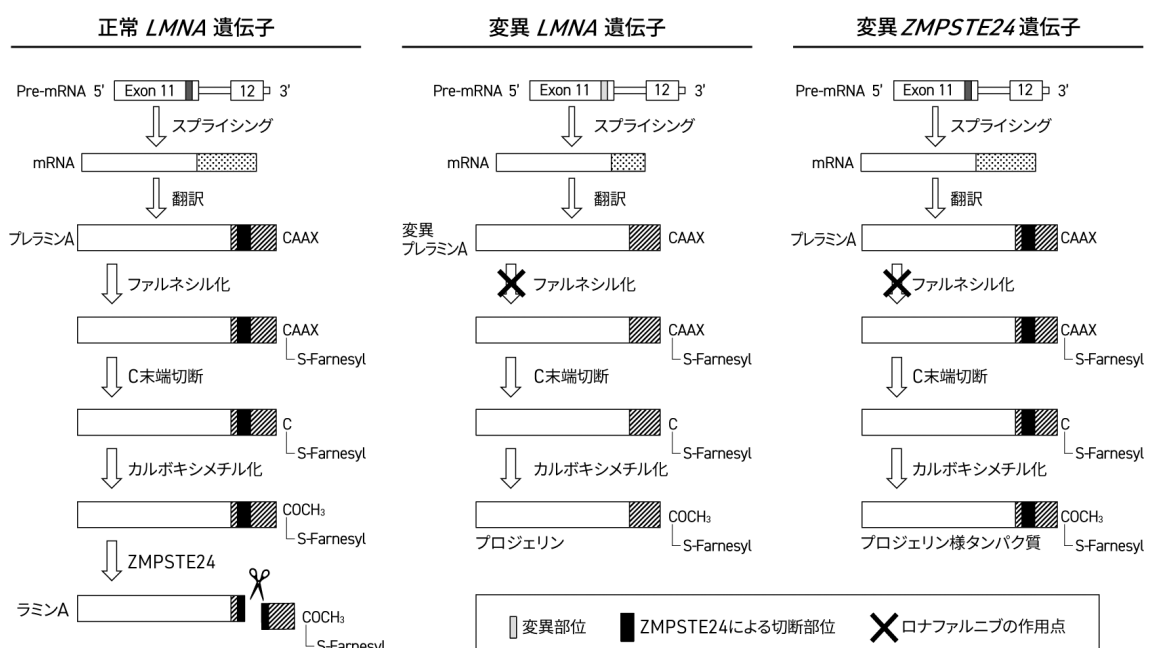 正常 LMNA 遺伝子
Pre-mRNA 5' Exon 11 12 3'
スプライシング
mRNA
翻訳
プレラミンA CAAX
ファルネシル化
CAAX
S-Farnesyl
C末端切断
C
S-Farnesyl
カルボキシメチル化
COCH₃
S-Farnesyl
ZMPSTE24
ラミンA
COCH₃
S-Farnesyl
変異 LMNA 遺伝子
Pre-mRNA 5' Exon 11 12 3'
スプライシング
mRNA
翻訳
変異
プレラミンA
CAAX
ファルネシル化
CAAX
S-Farnesyl
C末端切断
C
S-Farnesyl
カルボキシメチル化
COCH₃
プロジェリン
S-Farnesyl
変異 ZMPSTE24 遺伝子
Pre-mRNA 5' Exon 11 12 3'
スプライシング
mRNA
翻訳
プレラミンA CAAX
ファルネシル化
CAAX
S-Farnesyl
C末端切断
C
S-Farnesyl
カルボキシメチル化
COCH₃
プロジェリン様タンパク質
S-Farnesyl
変異部位 ZMPSTE24による切断部位 ロナファルニブの作用点